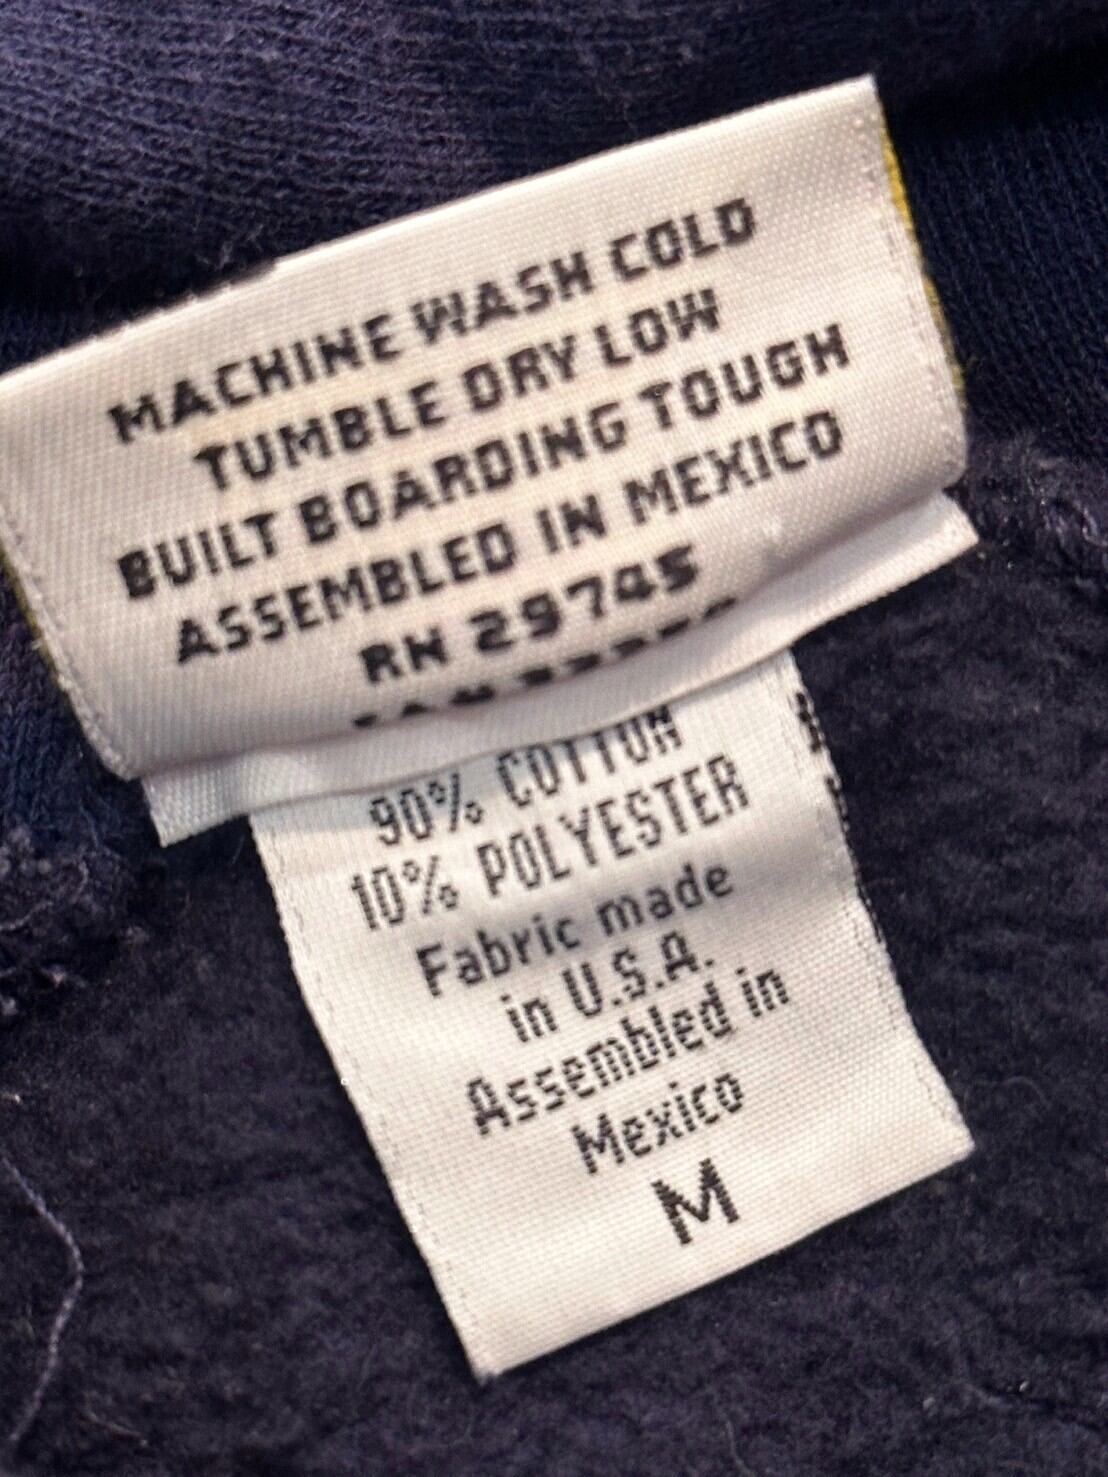 MACHINE WASH COLD
TUMBLE DRY LOW
BUILT BOARDING TOUGH
ASSEMBLED IN MEXICO
RN 29745
90% COTTON
10% POLYESTER
Fabric made
in U.S.A.
Assembled in
Mexico
M